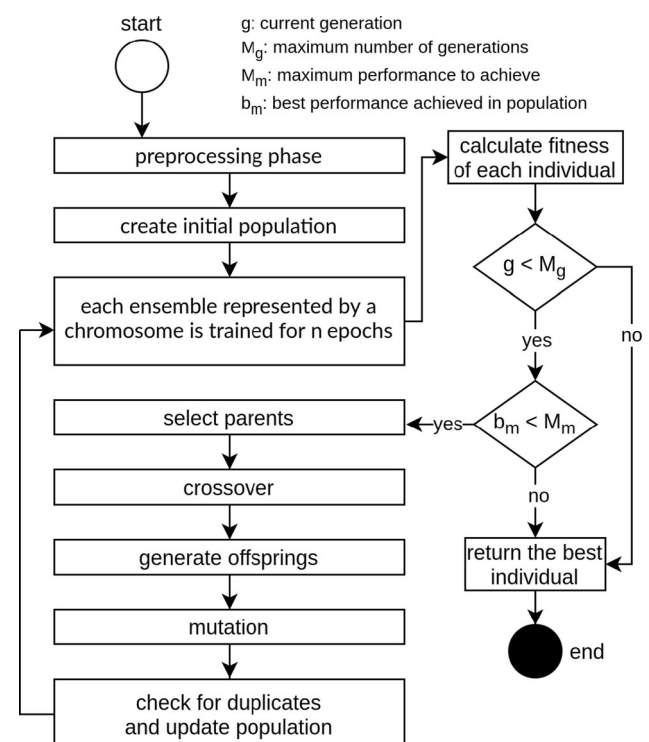 start
g: current generation
Mg: maximum number of generations
Mm: maximum performance to achieve
bm: best performance achieved in population
preprocessing phase
create initial population
each ensemble represented by a
chromosome is trained for n epochs
calculate fitness
of each individual
g < Mg
yes
no
bm < Mm
yes
no
select parents
crossover
generate offsprings
mutation
check for duplicates
and update population
return the best
individual
end